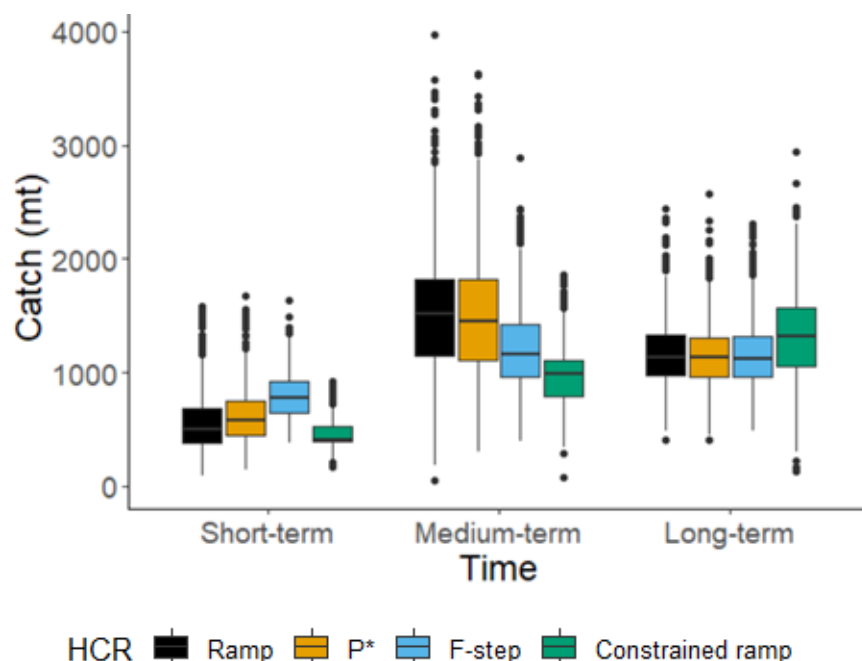 4000
3000
2000
1000
0
Catch (mt)
Short-term Medium-term Long-term
Time
HCR Ramp P* F-step Constrained ramp